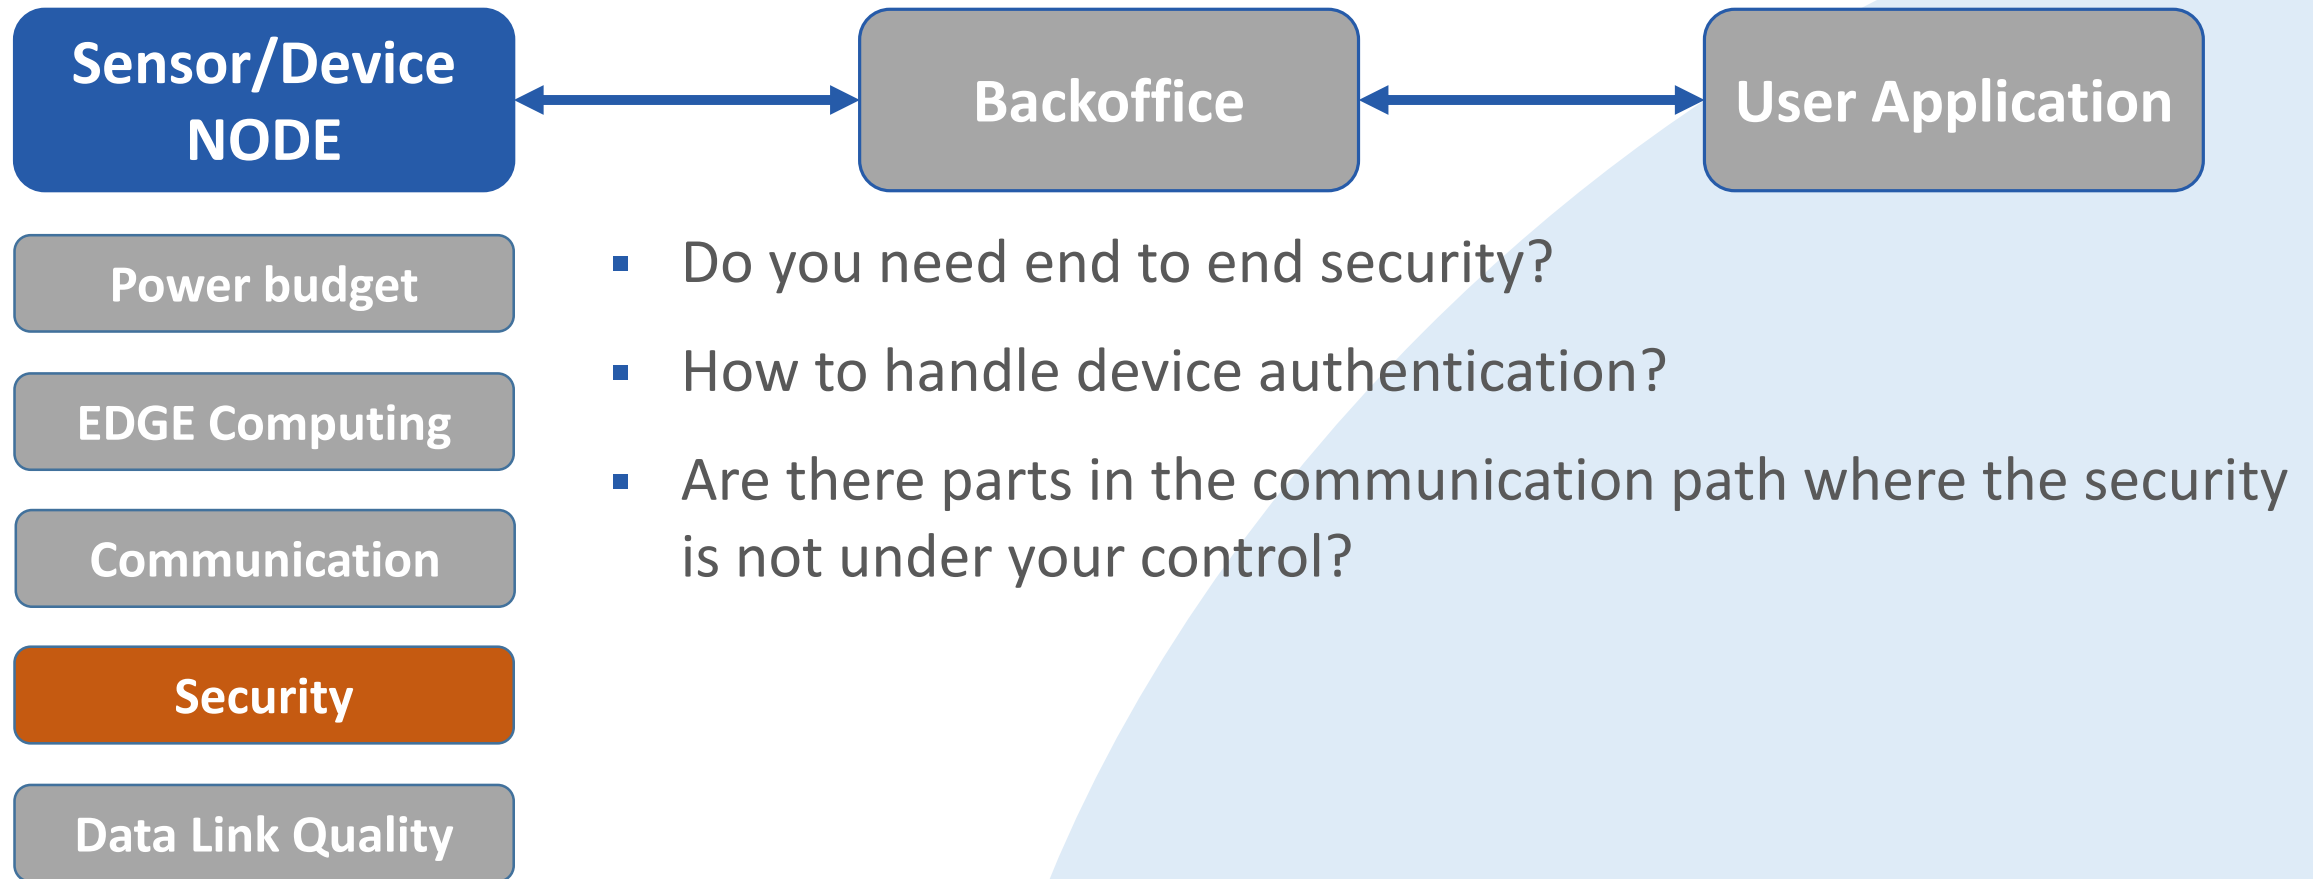 Sensor/Device
NODE
Backoffice
User Application
Power budget
EDGE Computing
Communication
Security
Data Link Quality
▪ Do you need end to end security?
▪ How to handle device authentication?
▪ Are there parts in the communication path where the security
is not under your control?